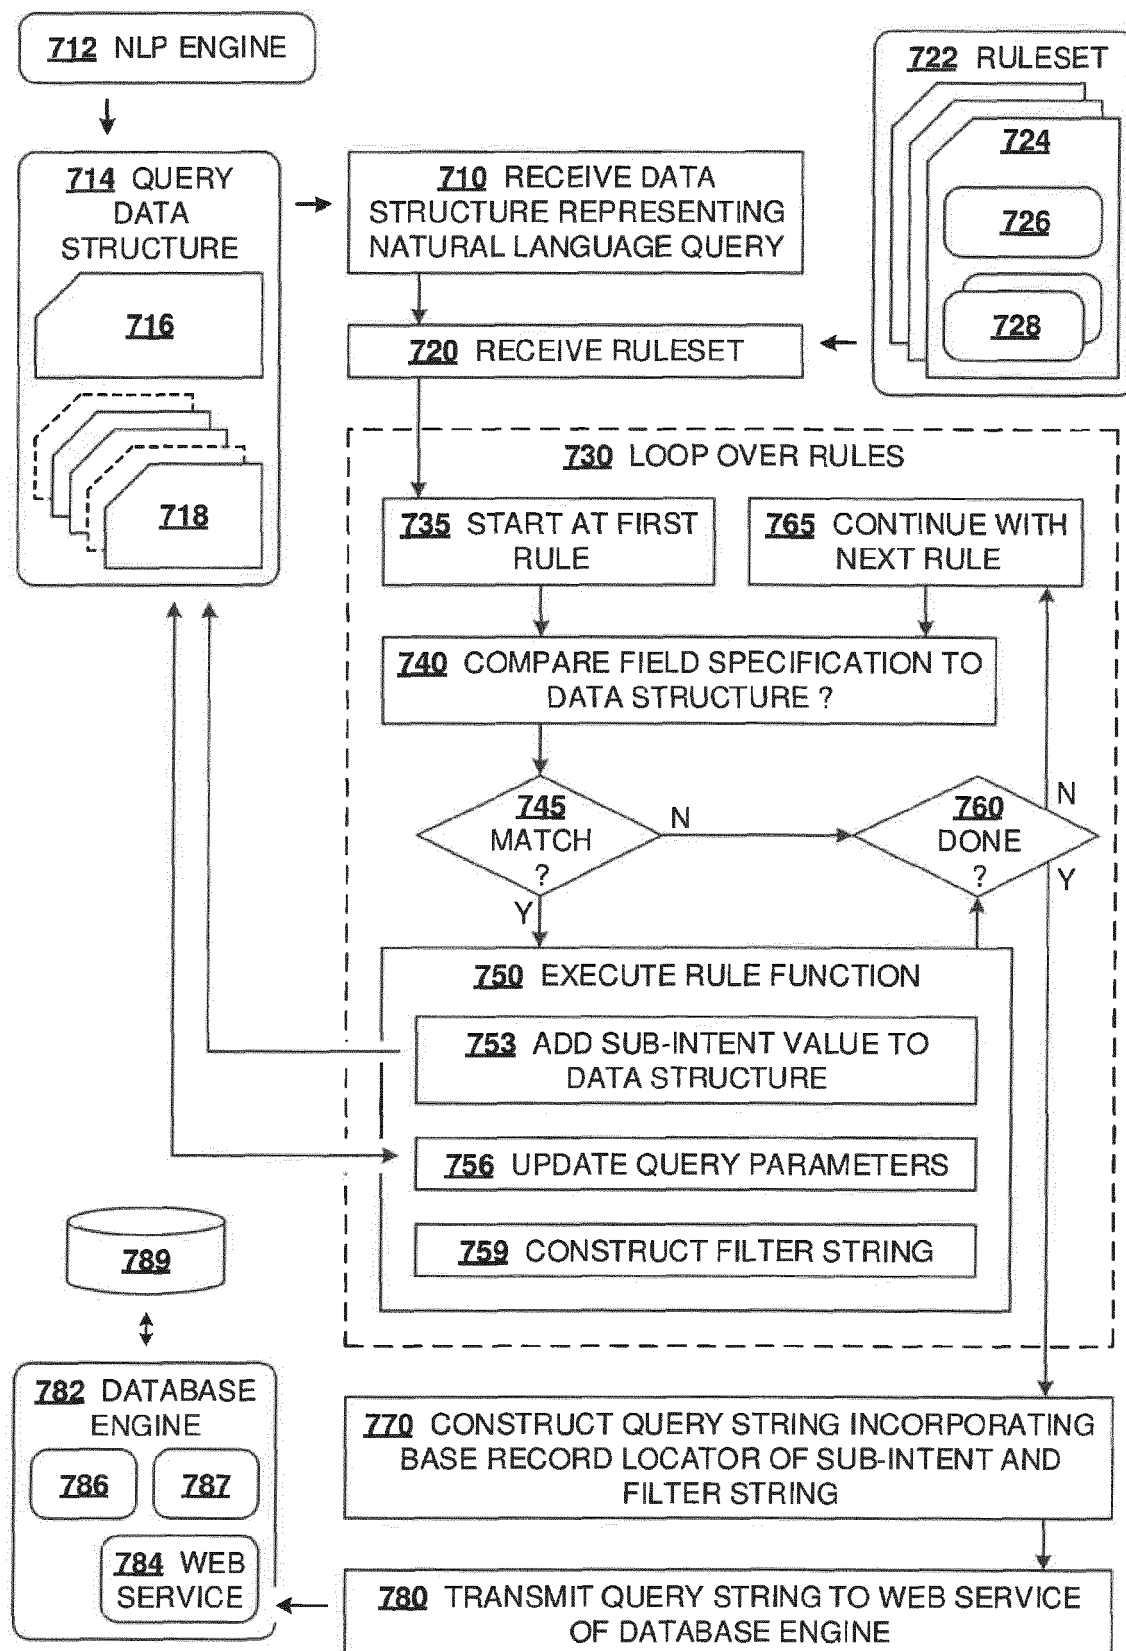 712 NLP ENGINE
722 RULESET
724
726
728
714 QUERY
DATA
STRUCTURE
716
718
710 RECEIVE DATA
STRUCTURE REPRESENTING
NATURAL LANGUAGE QUERY
720 RECEIVE RULESET
730 LOOP OVER RULES
735 START AT FIRST
RULE
765 CONTINUE WITH
NEXT RULE
740 COMPARE FIELD SPECIFICATION TO
DATA STRUCTURE ?
745
MATCH
?
N
Y
760
DONE
?
N
Y
750 EXECUTE RULE FUNCTION
753 ADD SUB-INTENT VALUE TO
DATA STRUCTURE
756 UPDATE QUERY PARAMETERS
759 CONSTRUCT FILTER STRING
789
782 DATABASE
ENGINE
786
787
784 WEB
SERVICE
770 CONSTRUCT QUERY STRING INCORPORATING
BASE RECORD LOCATOR OF SUB-INTENT AND
FILTER STRING
780 TRANSMIT QUERY STRING TO WEB SERVICE
OF DATABASE ENGINE